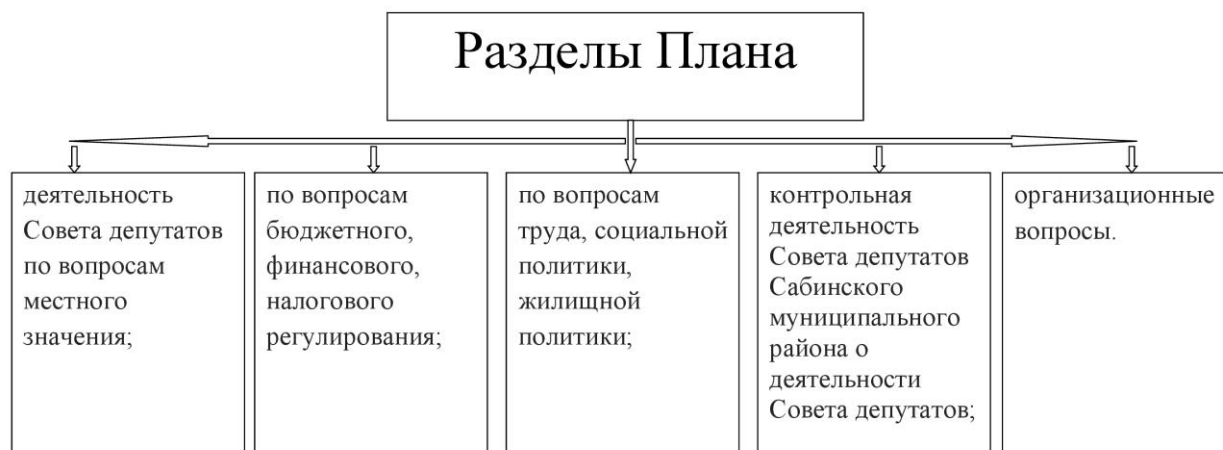 Разделы Плана
деятельность
Совета депутатов
по вопросам
местного
значения;
по вопросам
бюджетного,
финансового,
налогового
регулирования;
по вопросам
труда, социальной
политики,
жилищной
политики;
контрольная
деятельность
Совета депутатов
Сабинского
муниципального
района о
деятельности
Совета депутатов;
организационные
вопросы.